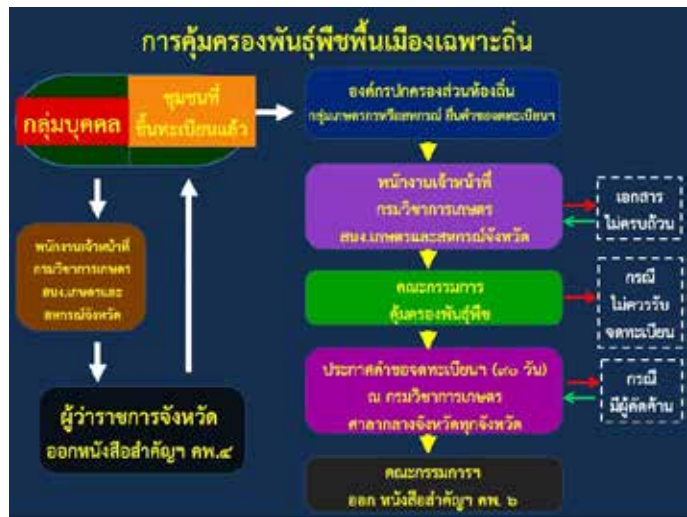 การคุ้มครองพันธุ์พืชพื้นเมืองเฉพาะถิ่น
กลุ่มบุคคล
ชุมชนที่
ขึ้นทะเบียนแล้ว
พนักงานเจ้าหน้าที่
กรมวิชาการเกษตร
สนง.เกษตรและ
สหกรณ์จังหวัด
ผู้ว่าราชการจังหวัด
ออกหนังสือสำคัญฯ คพ.๔
องค์กรปกครองส่วนท้องถิ่น
กลุ่มเกษตรกรหรือสหกรณ์ ยื่นคำขอจดทะเบียนฯ
พนักงานเจ้าหน้าที่
กรมวิชาการเกษตร
สนง.เกษตรและสหกรณ์จังหวัด
เอกสาร
ไม่ครบถ้วน
คณะกรรมการ
คุ้มครองพันธุ์พืช
กรณี
ไม่ควรรับ
จดทะเบียน
ประกาศคำขอจดทะเบียนฯ (๙๐ วัน)
ณ กรมวิชาการเกษตร
ศาลากลางจังหวัดทุกจังหวัด
กรณี
มีผู้คัดค้าน
คณะกรรมการฯ
ออก หนังสือสำคัญฯ คพ. ๖